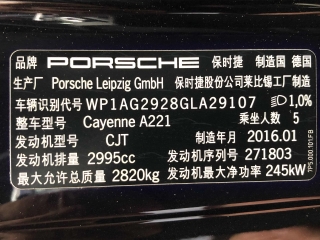 品牌 PORSCHE 保时捷 制造国 德国
生产厂 Porsche Leipzig GmbH 保时捷股份公司莱比锡工厂制造
车辆识别代号 WP1AG2928GLA29107 1,0%
整车型号 Cayenne A221 乘坐人数 5
发动机型号 CJT 制造年月 2016.01
发动机排量 2995cc 发动机序列号 271803
最大允许总质量 2820kg 发动机最大净功率 245kW
7P5.000.101.FB